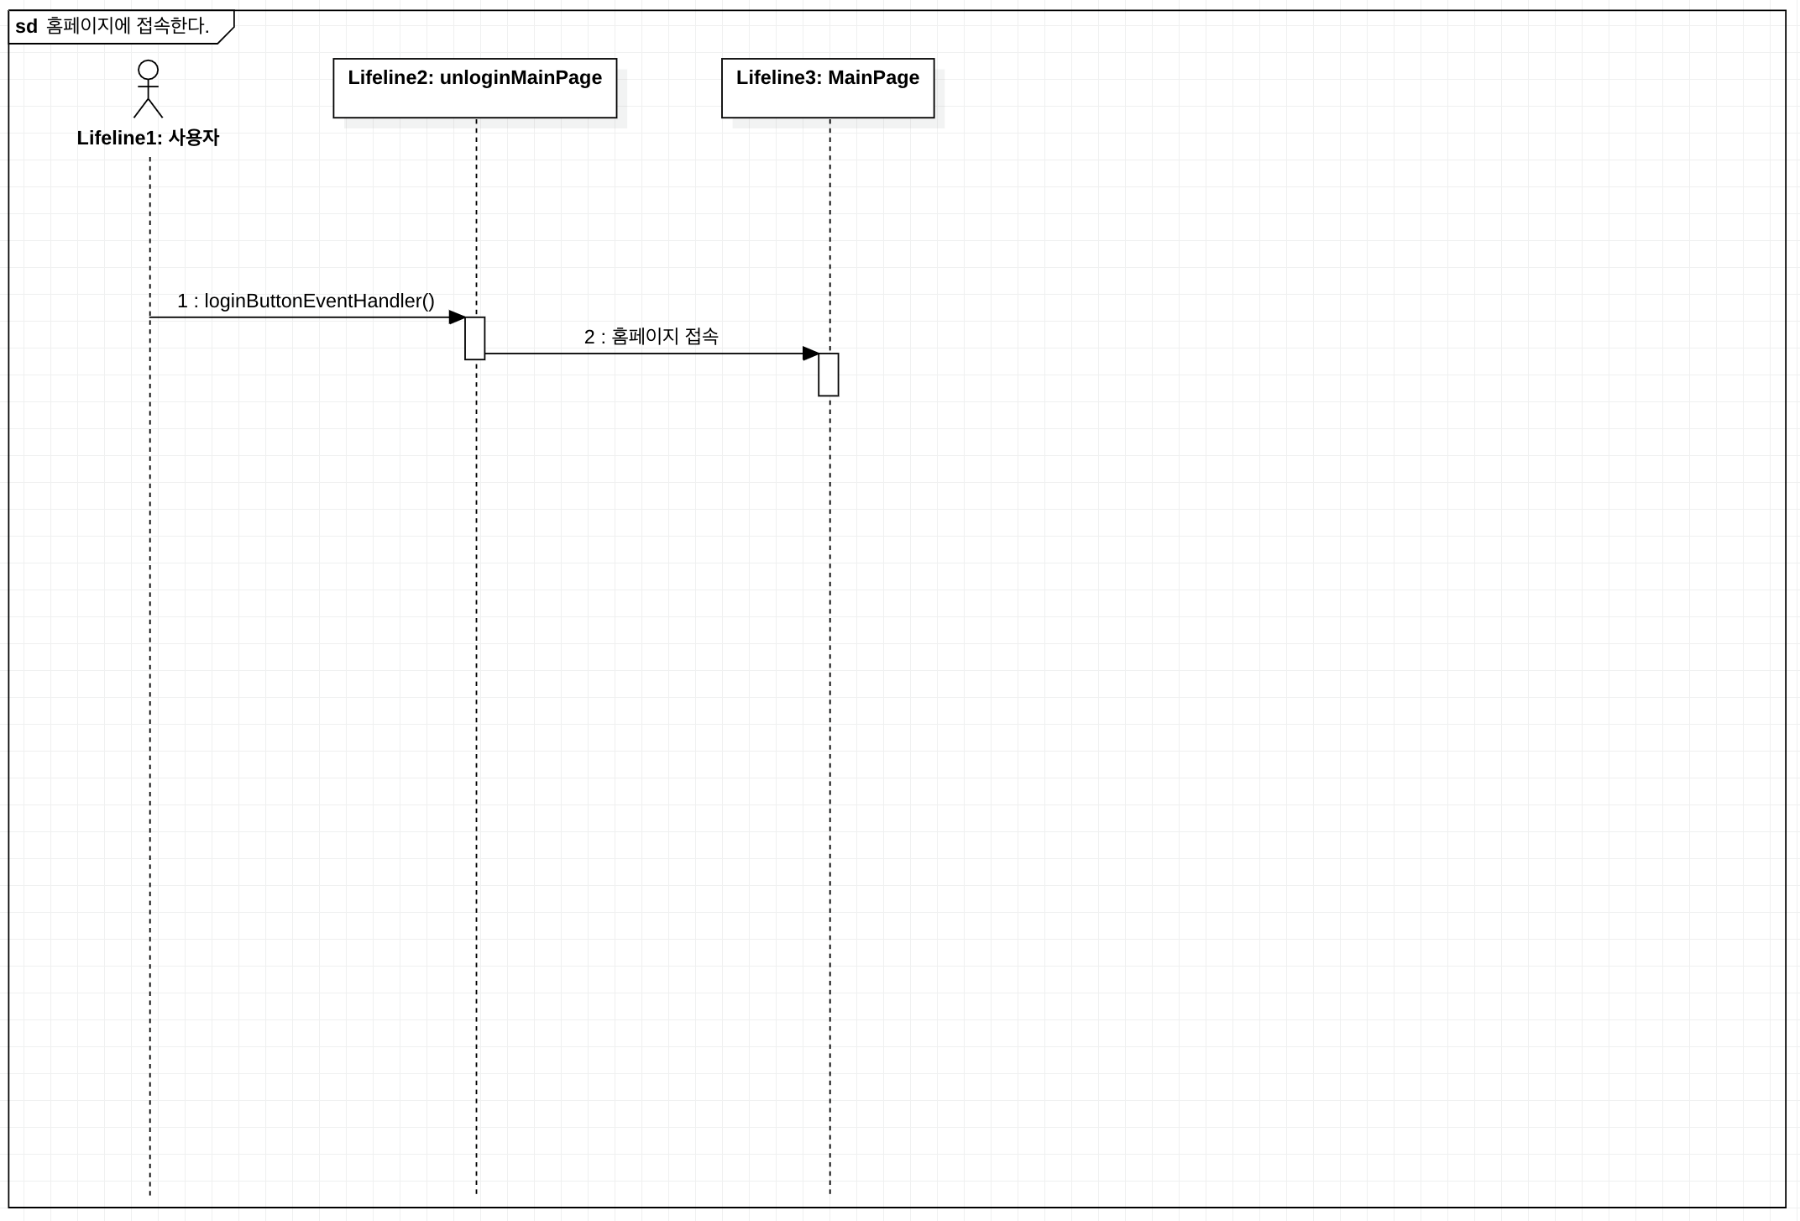 sd 홈페이지에 접속한다.
Lifeline1: 사용자
Lifeline2: unloginMainPage
Lifeline3: MainPage
1 : loginButtonEventHandler()
2 : 홈페이지 접속